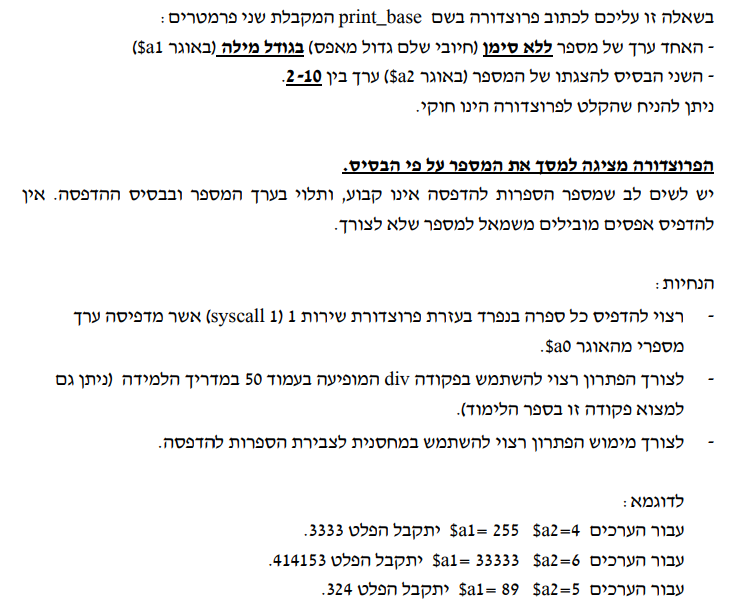 בשאלה זו עליכם לכתוב פרוצדורה בשם print_base המקבלת שני פרמטרים :
- האחד ערך של מספר ללא סימן (חיובי שלם גדול מאפס) בגודל מילה (באוגר $a1)
- השני הבסיס להצגתו של המספר (באוגר $a2) ערך בין 2-10.
ניתן להניח שהקלט לפרוצדורה הינו חוקי.
הפרוצדורה מציגה למסך את המספר על פי הבסיס.
יש לשים לב שמספר הספרות להדפסה אינו קבוע, ותלוי בערך המספר ובבסיס ההדפסה. אין
להדפיס אפסים מובילים משמאל למספר שלא לצורך.
הנחיות :
- רצוי להדפיס כל ספרה בנפרד בעזרת פרוצדורת שירות 1 (syscall 1) אשר מדפיסה ערך
מספרי מהאוגר $a0.
- לצורך הפתרון רצוי להשתמש בפקודה div המופיעה בעמוד 50 במדריך הלמידה (ניתן גם
למצוא פקודה זו בספר הלימוד).
- לצורך מימוש הפתרון רצוי להשתמש במחסנית לצבירת הספרות להדפסה.
לדוגמא :
עבור הערכים $a1= 255 $a2=4 יתקבל הפלט 3333.
עבור הערכים $a1= 33333 $a2=6 יתקבל הפלט 414153.
עבור הערכים $a1= 89 $a2=5 יתקבל הפלט 324.